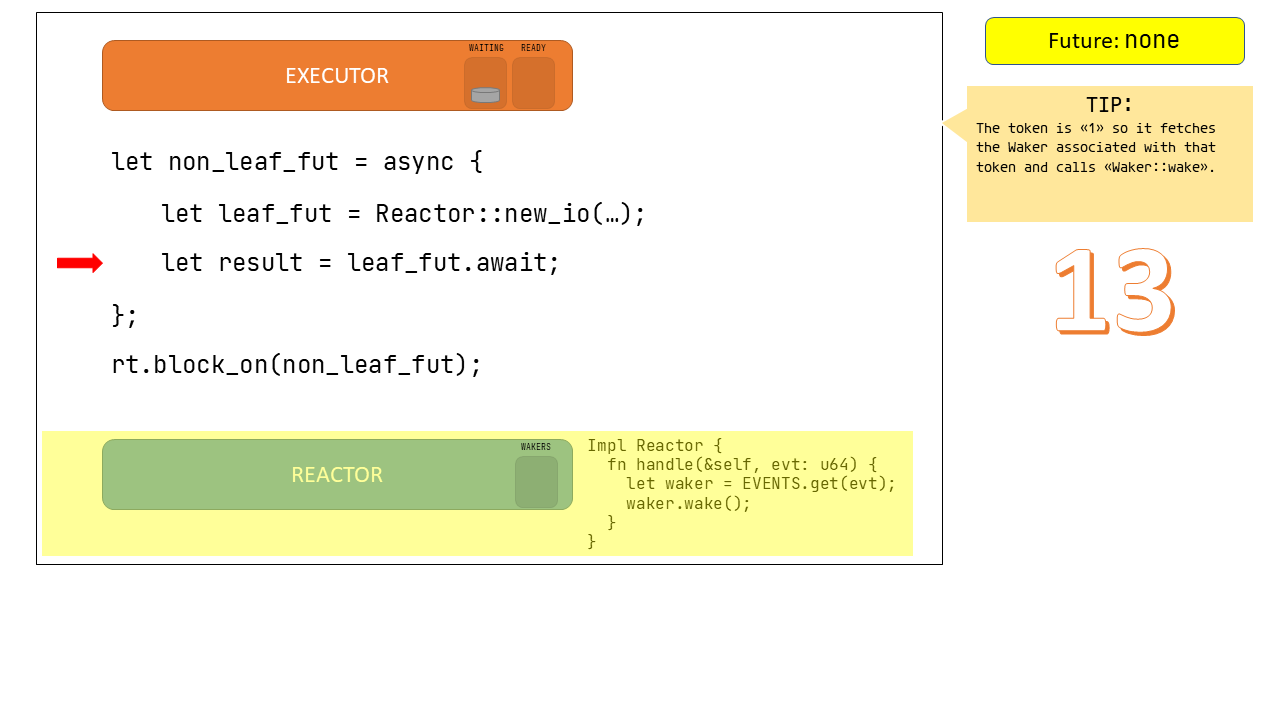 WAITING READY
EXECUTOR
let non_leaf_fut = async {
let leaf_fut = Reactor::new_io(…);
let result = leaf_fut.await;
};
rt.block_on(non_leaf_fut);
WAKERS
REACTOR
Impl Reactor {
fn handle(&self, evt: u64) {
let waker = EVENTS.get(evt);
waker.wake();
}
}
Future: none
TIP:
The token is «1» so it fetches
the Waker associated with that
token and calls «Waker::wake».
13